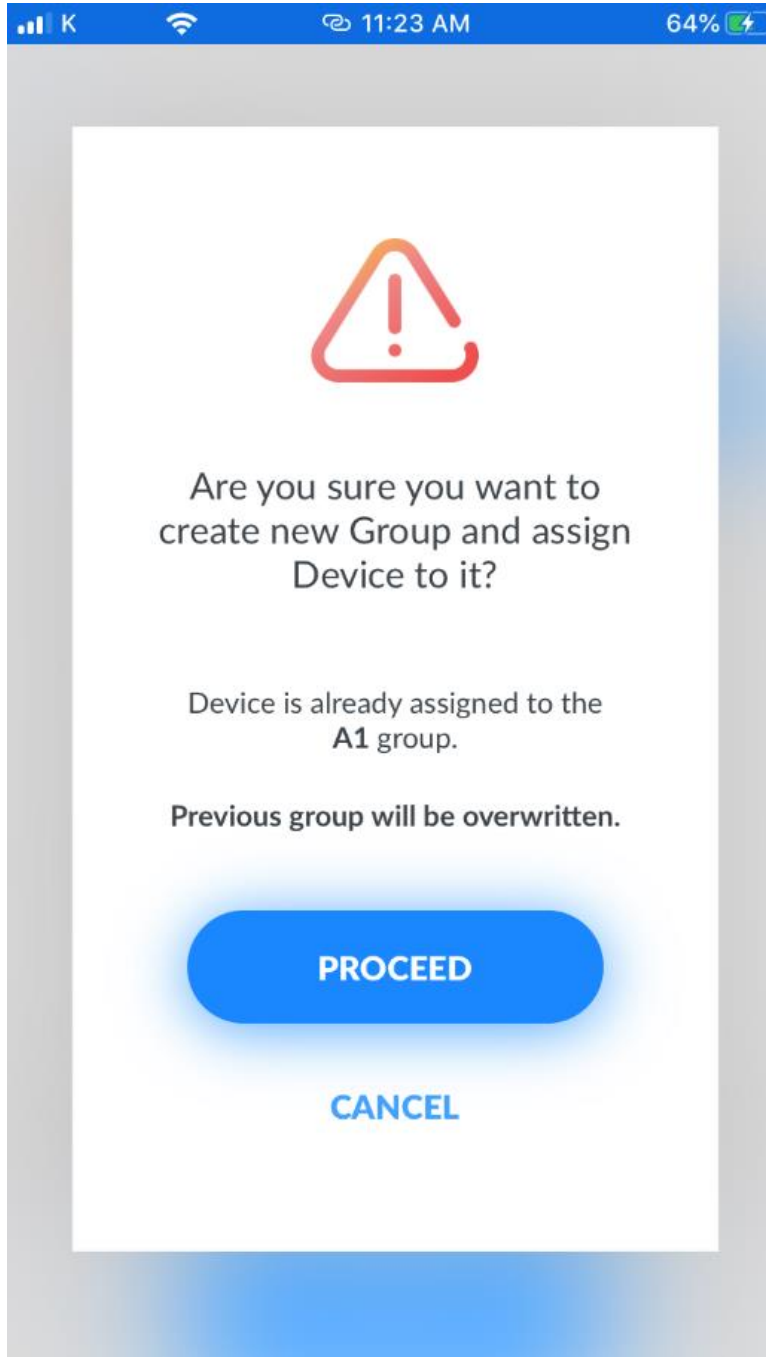 K 11:23 AM 64%
Are you sure you want to
create new Group and assign
Device to it?
Device is already assigned to the
A1 group.
Previous group will be overwritten.
PROCEED
CANCEL